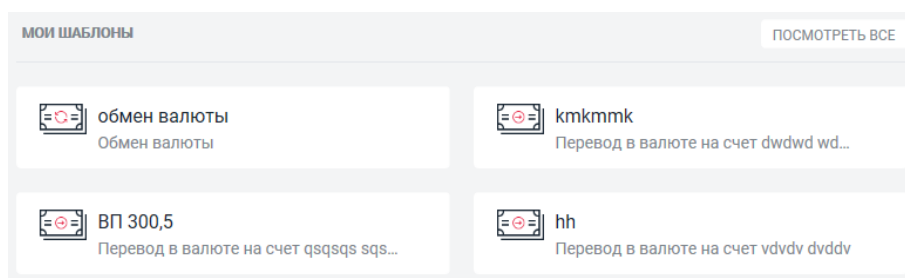 МОИ ШАБЛОНЫ
ПОСМОТРЕТЬ ВСЕ
обмен валюты
Обмен валюты
kmkmmk
Перевод в валюте на счет dwdwd wd...
ВП 300,5
Перевод в валюте на счет qsqsqs sqs...
hh
Перевод в валюте на счет vdvdv dvddv